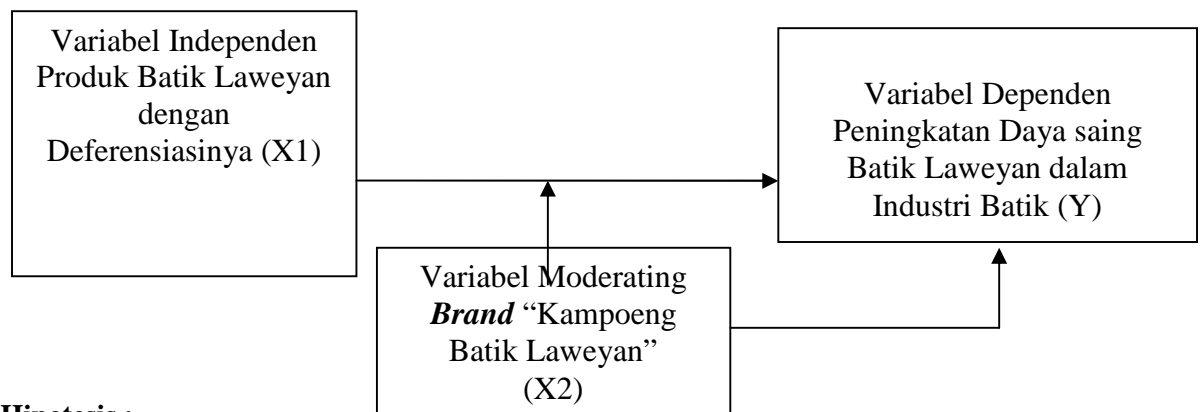 Variabel Independen
Produk Batik Laweyan
dengan
Deferensiasinya (X1)
Variabel Dependen
Peningkatan Daya saing
Batik Laweyan dalam
Industri Batik (Y)
Variabel Moderating
Brand “Kampoeng
Batik Laweyan”
(X2)
Hipotesis :